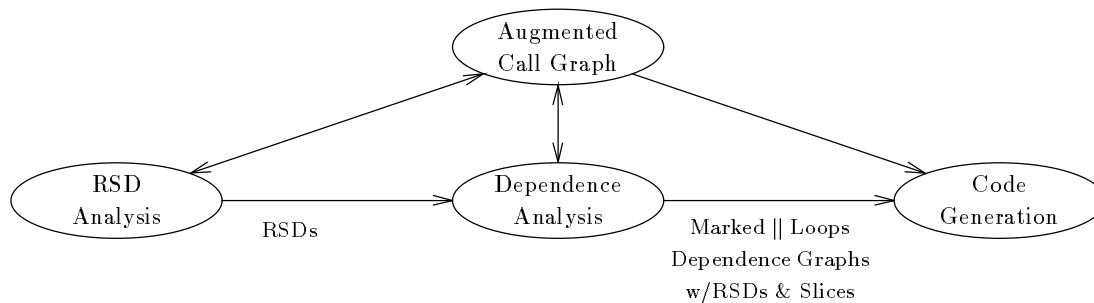 Augmented
Call Graph
RSD
Analysis
RSDs
Dependence
Analysis
Marked || Loops
Dependence Graphs
w/RSDs & Slices
Code
Generation